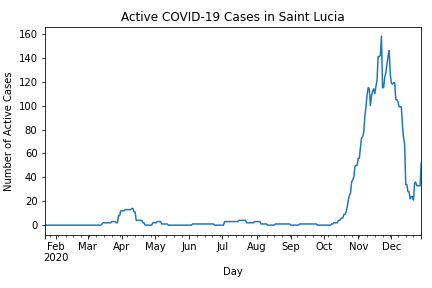 Active COVID-19 Cases in Saint Lucia
160
140
120
100
80
60
40
20
0
Number of Active Cases
Feb Mar Apr May Jun Jul Aug Sep Oct Nov Dec
2020
Day